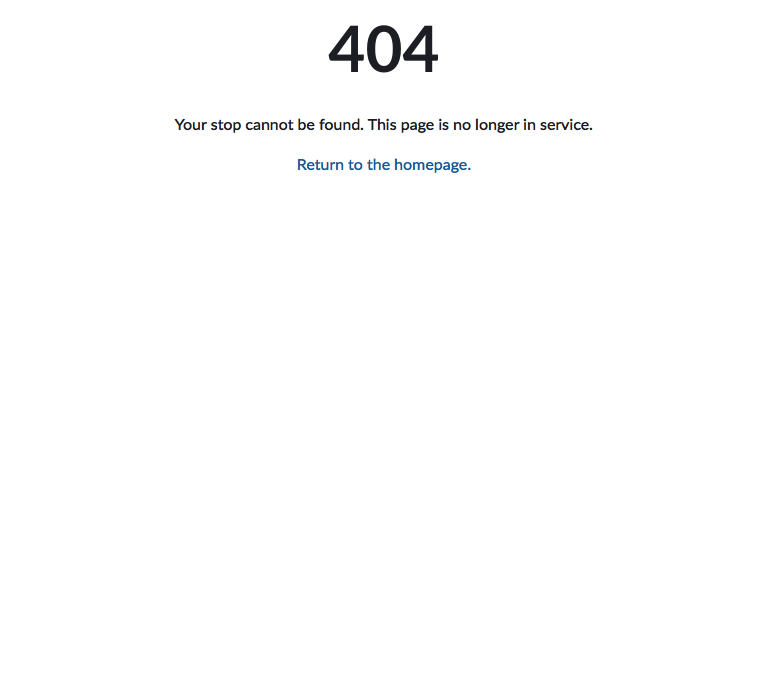 404
Your stop cannot be found. This page is no longer in service.
Return to the homepage.